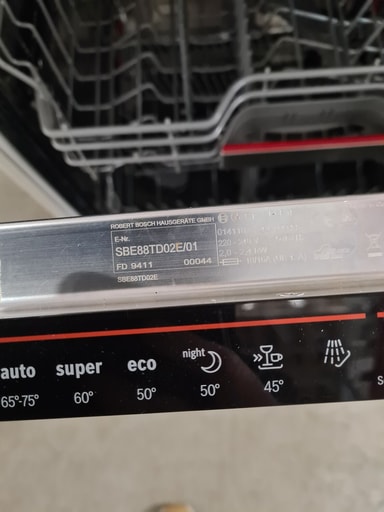 ROBERT BOSCH HAUSGERÄTE GMBH
E-Nr.
SBE88TD02E/01
FD 9411 00044
SBE88TD02E
auto super eco night
65°-75° 60° 50° 50° 45°